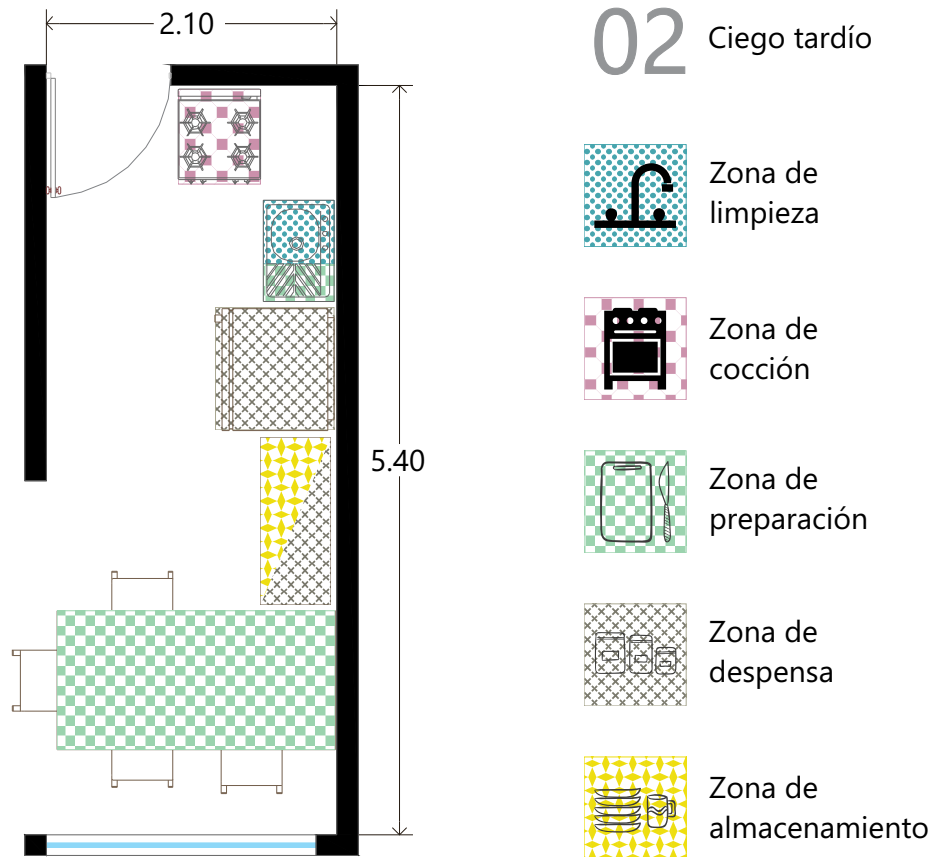 2.10
5.40
02 Ciego tardío
Zona de
limpieza
Zona de
cocción
Zona de
preparación
Zona de
despensa
Zona de
almacenamiento